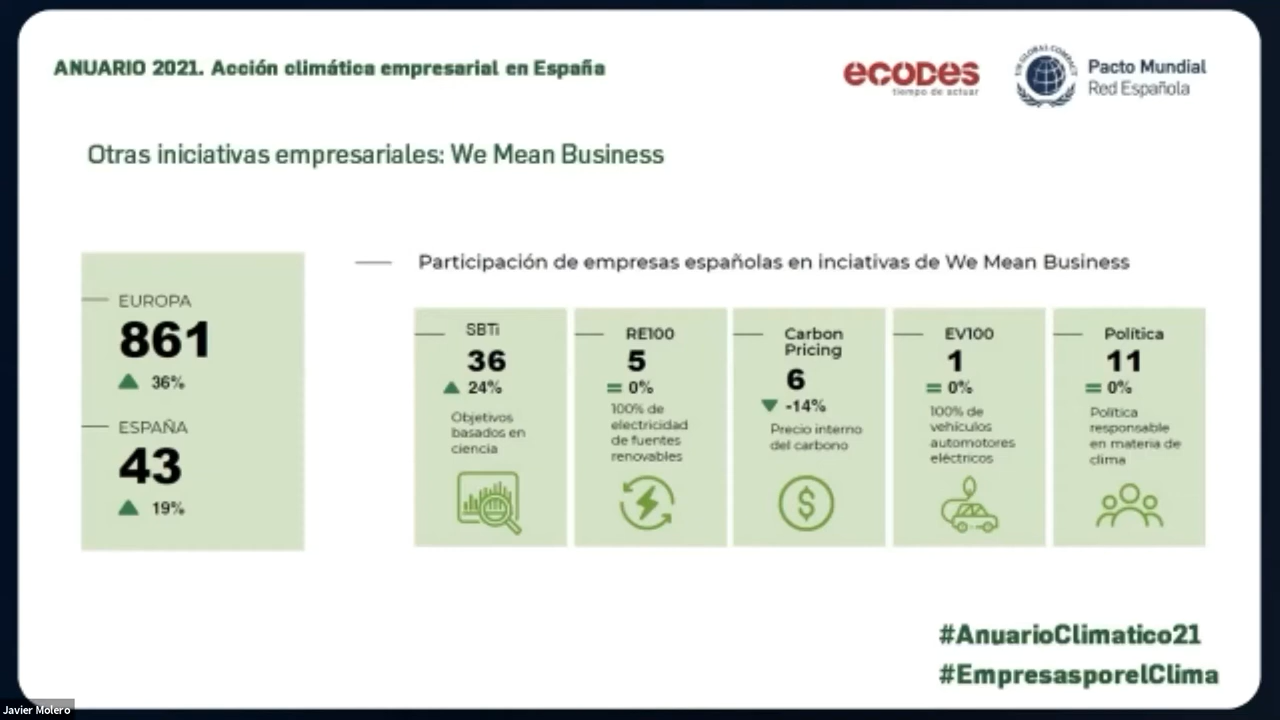 ANUARIO 2021. Acción climática empresarial en España
ecodes
tiempo de actuar
UN GLOBAL COMPACT
Pacto Mundial
Red Española
Otras iniciativas empresariales: We Mean Business
EUROPA
861
36%
ESPAÑA
43
19%
Participación de empresas españolas en inciativas de We Mean Business
SBTi
36
24%
Objetivos
basados en
ciencia
RE100
5
= 0%
100% de
electricidad
de fuentes
renovables
Carbon
Pricing
6
-14%
Precio interno
del carbono
$
EV100
1
= 0%
100% de
vehículos
automotores
eléctricos
Política
11
= 0%
Política
responsable
en materia de
clima
#AnuarioClimatico21
#EmpresasporelClima
Javier Molero